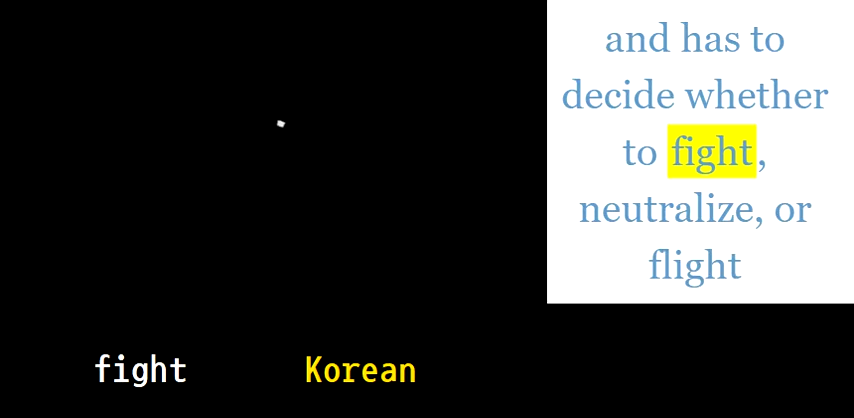 and has to
decide whether
to fight,
neutralize, or
flight
fight Korean